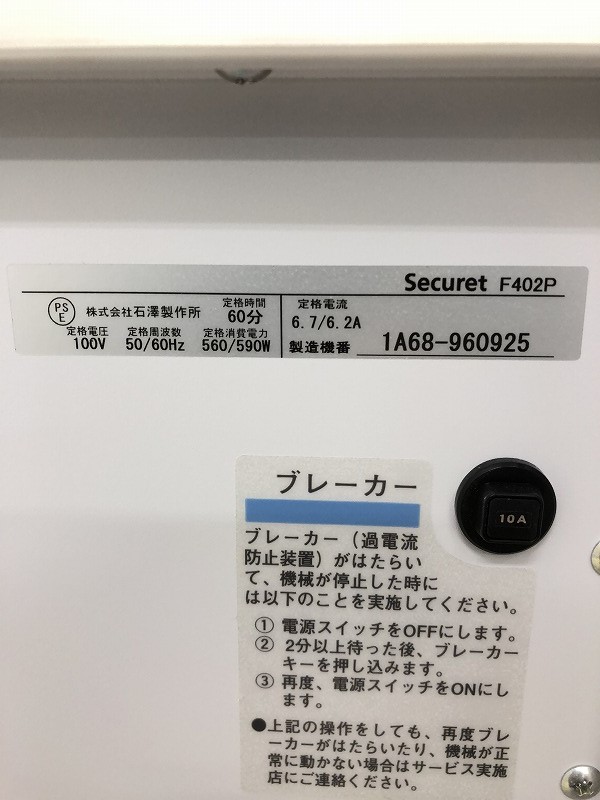 Securet F402P
PSE 株式会社石澤製作所 定格時間 60分
定格電圧 100V 定格周波数 50/60Hz 定格消費電力 560/590W
定格電流
6.7/6.2A
製造機番 1A68-960925
ブレーカー
10A
ブレーカー（過電流
防止装置）がはたらい
て、機械が停止した時に
は以下のことを実施してください。
① 電源スイッチをOFFにします。
② 2分以上待った後、ブレーカー
キーを押し込みます。
③ 再度、電源スイッチをONにし
ます。
●上記の操作をしても、再度ブレ
ーカーがはたらいたり、機械が正
常に動かない場合はサービス実施
店にご連絡ください。